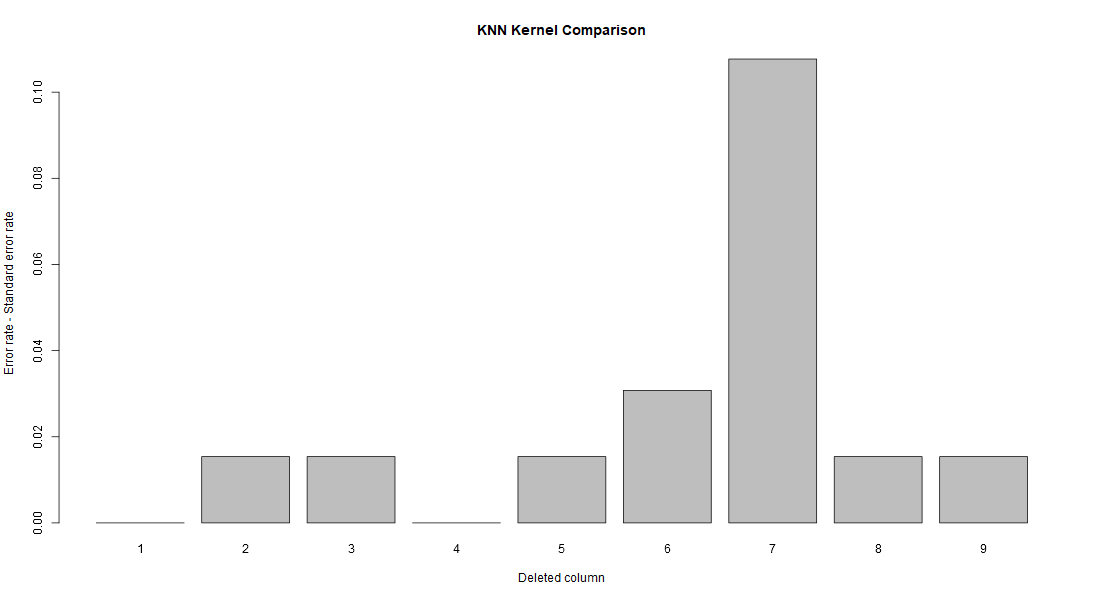 KNN Kernel Comparison
Error rate - Standard error rate
0.10
0.08
0.06
0.04
0.02
0.00
1 2 3 4 5 6 7 8 9
Deleted column